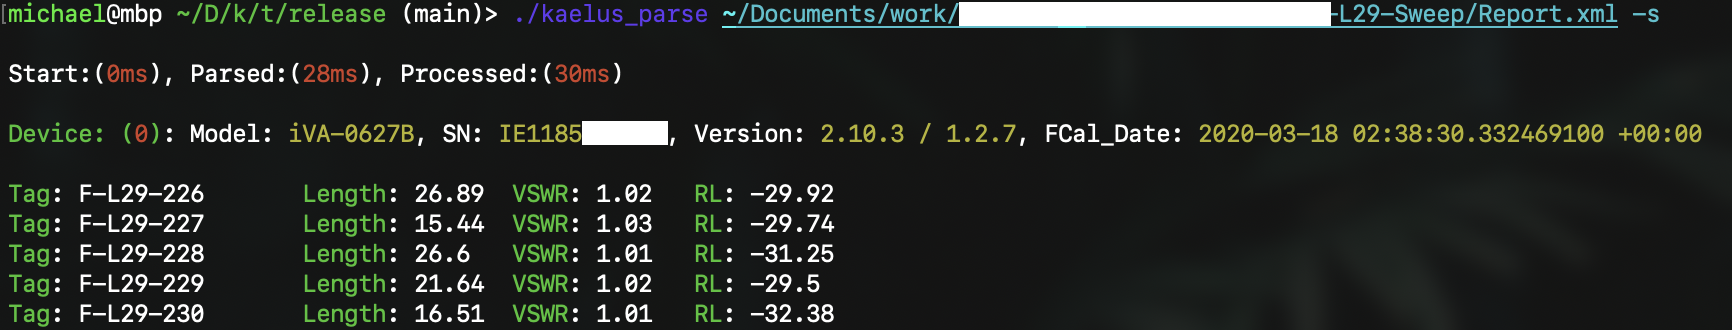 [michael@mbp ~/D/k/t/release (main)> ./kaelus_parse ~/Documents/work/ -L29-Sweep/Report.xml -s
Start:(0ms), Parsed:(28ms), Processed:(30ms)
Device: (0): Model: iVA-0627B, SN: IE1185 , Version: 2.10.3 / 1.2.7, FCal_Date: 2020-03-18 02:38:30.332469100 +00:00
Tag: F-L29-226 Length: 26.89 VSWR: 1.02 RL: -29.92
Tag: F-L29-227 Length: 15.44 VSWR: 1.03 RL: -29.74
Tag: F-L29-228 Length: 26.6 VSWR: 1.01 RL: -31.25
Tag: F-L29-229 Length: 21.64 VSWR: 1.02 RL: -29.5
Tag: F-L29-230 Length: 16.51 VSWR: 1.01 RL: -32.38